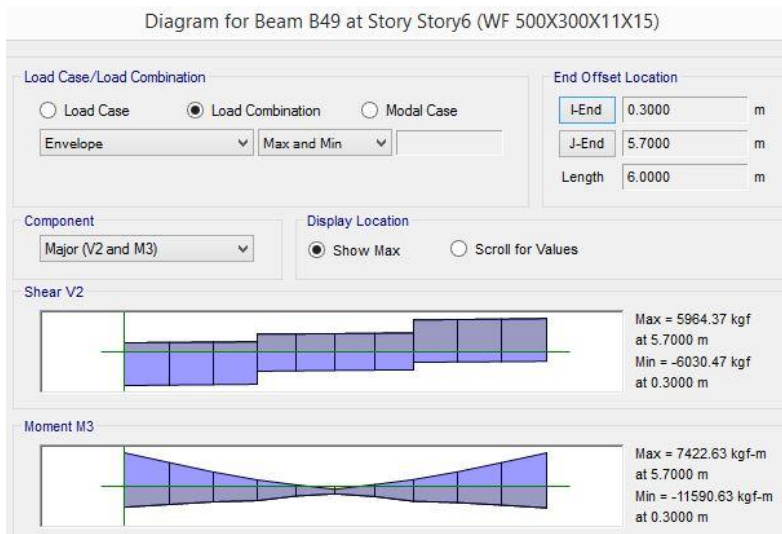 Diagram for Beam B49 at Story Story6 (WF 500X300X11X15)
Load Case/Load Combination
Load Case Load Combination Modal Case
Envelope Max and Min
End Offset Location
I-End 0.3000 m
J-End 5.7000 m
Length 6.0000 m
Component
Major (V2 and M3)
Display Location
Show Max Scroll for Values
Shear V2
Max = 5964.37 kgf
at 5.7000 m
Min = -6030.47 kgf
at 0.3000 m
Moment M3
Max = 7422.63 kgf-m
at 5.7000 m
Min = -11590.63 kgf-m
at 0.3000 m